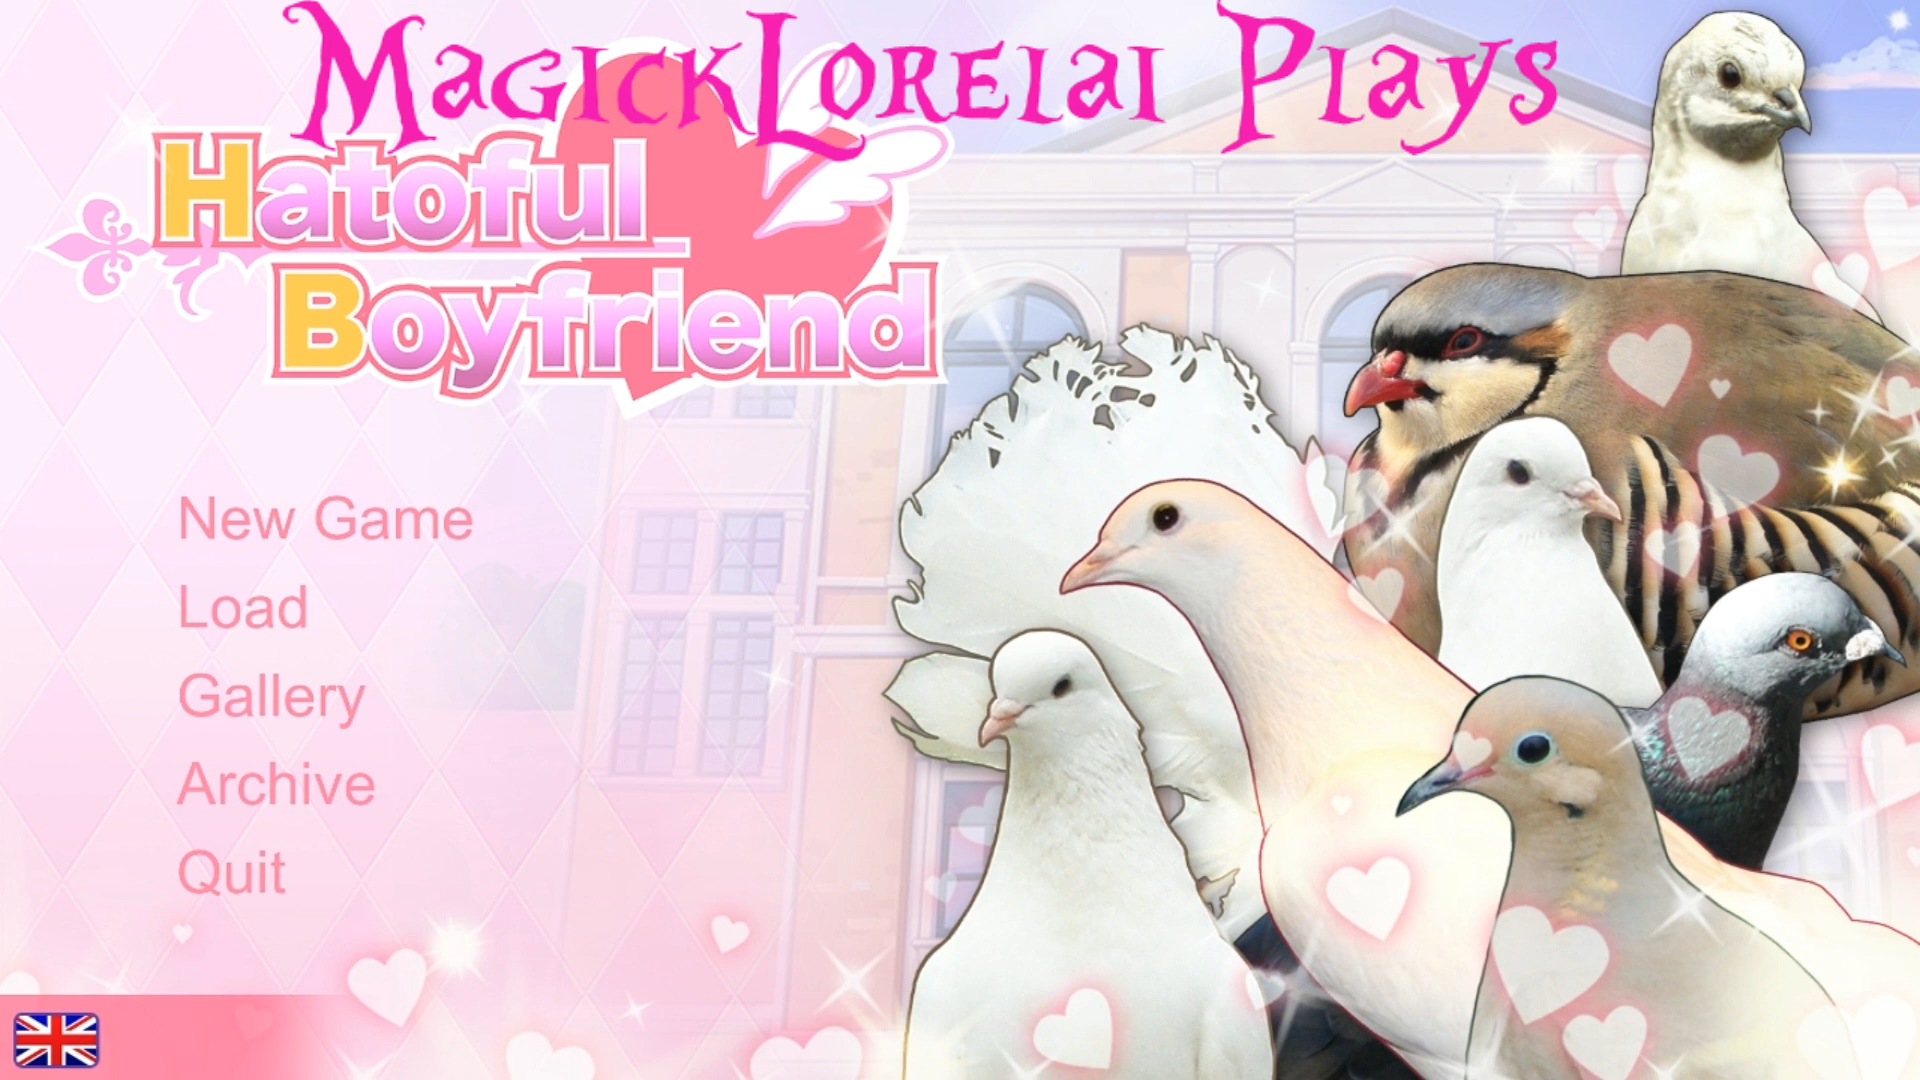 MagickLorelai Plays
Hatoful
Boyfriend
New Game
Load
Gallery
Archive
Quit